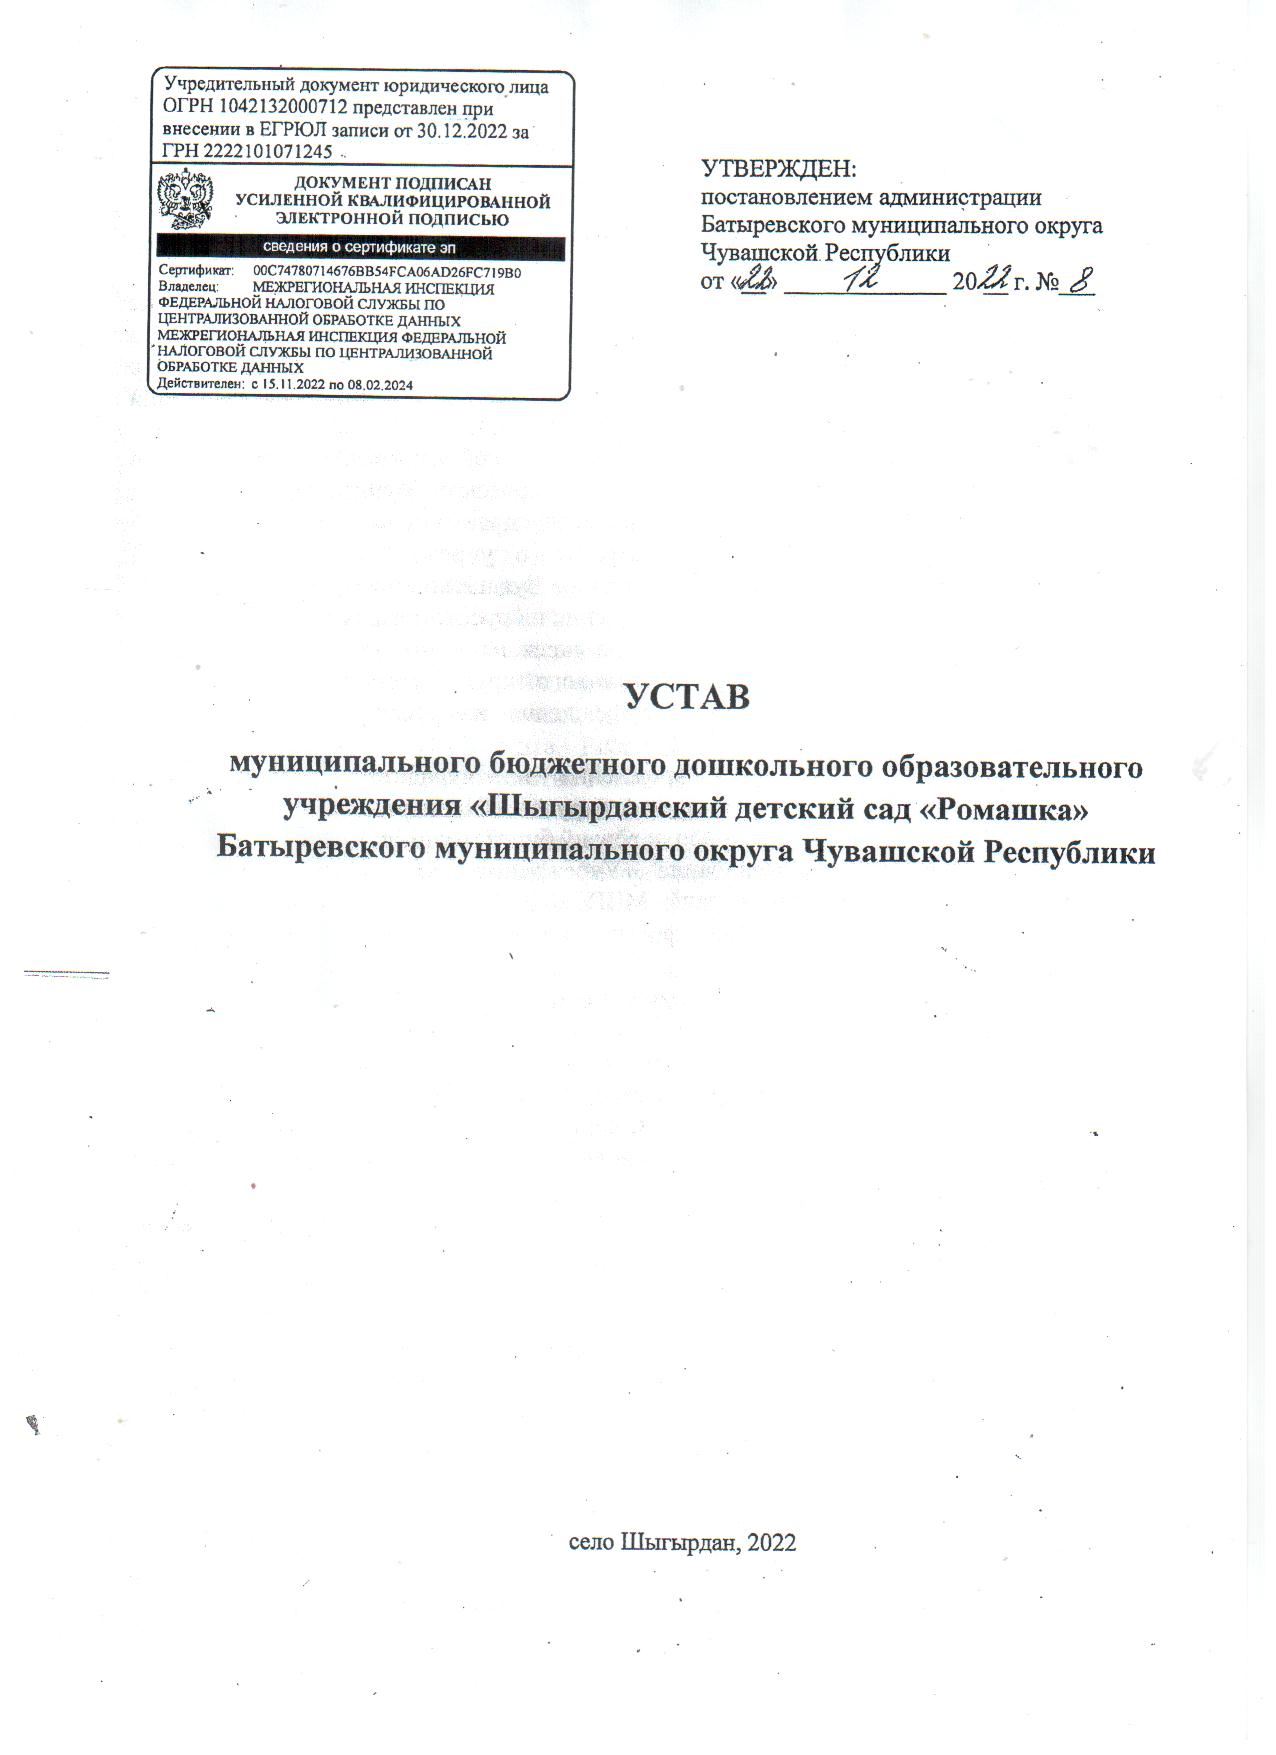 Учредительный документ юридического лица
ОГРН 1042132000712 представлен при
внесении в ЕГРЮЛ записи от 30.12.2022 за
ГРН 2222101071245
ДОКУМЕНТ ПОДПИСАН
УСИЛЕННОЙ КВАЛИФИЦИРОВАННОЙ
ЭЛЕКТРОННОЙ ПОДПИСЬЮ
сведения о сертификате эп
Сертификат: 00C74780714676BB54FCA06AD26FC719B0
Владелец: МЕЖРЕГИОНАЛЬНАЯ ИНСПЕКЦИЯ
ФЕДЕРАЛЬНОЙ НАЛОГОВОЙ СЛУЖБЫ ПО
ЦЕНТРАЛИЗОВАННОЙ ОБРАБОТКЕ ДАННЫХ
МЕЖРЕГИОНАЛЬНАЯ ИНСПЕКЦИЯ ФЕДЕРАЛЬНОЙ
НАЛОГОВОЙ СЛУЖБЫ ПО ЦЕНТРАЛИЗОВАННОЙ
ОБРАБОТКЕ ДАННЫХ
Действителен: с 15.11.2022 по 08.02.2024
УТВЕРЖДЕН:
постановлением администрации
Батыревского муниципального округа
Чувашской Республики
от « » 12 2022 г. № 8
УСТАВ
муниципального бюджетного дошкольного образовательного
учреждения «Шыгырданский детский сад «Ромашка»
Батыревского муниципального округа Чувашской Республики
село Шыгырдан, 2022